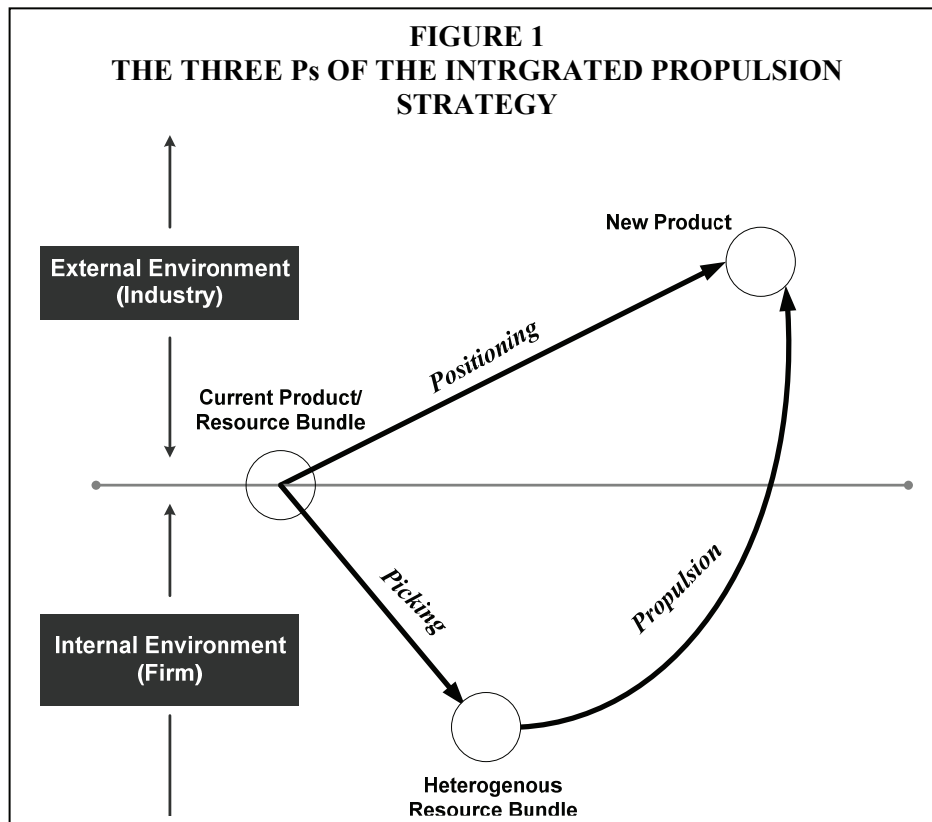 FIGURE 1
THE THREE Ps OF THE INTRGRATED PROPULSION
STRATEGY
New Product
External Environment
(Industry)
Positioning
Current Product/
Resource Bundle
Picking
Propulsion
Internal Environment
(Firm)
Heterogenous
Resource Bundle